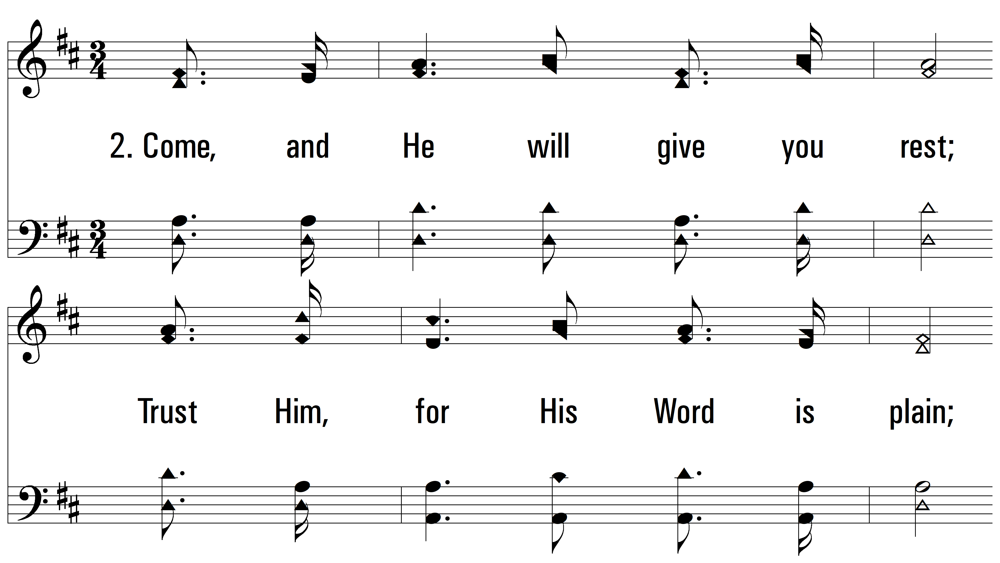 2. Come, and He will give you rest;
Trust Him, for His Word is plain;